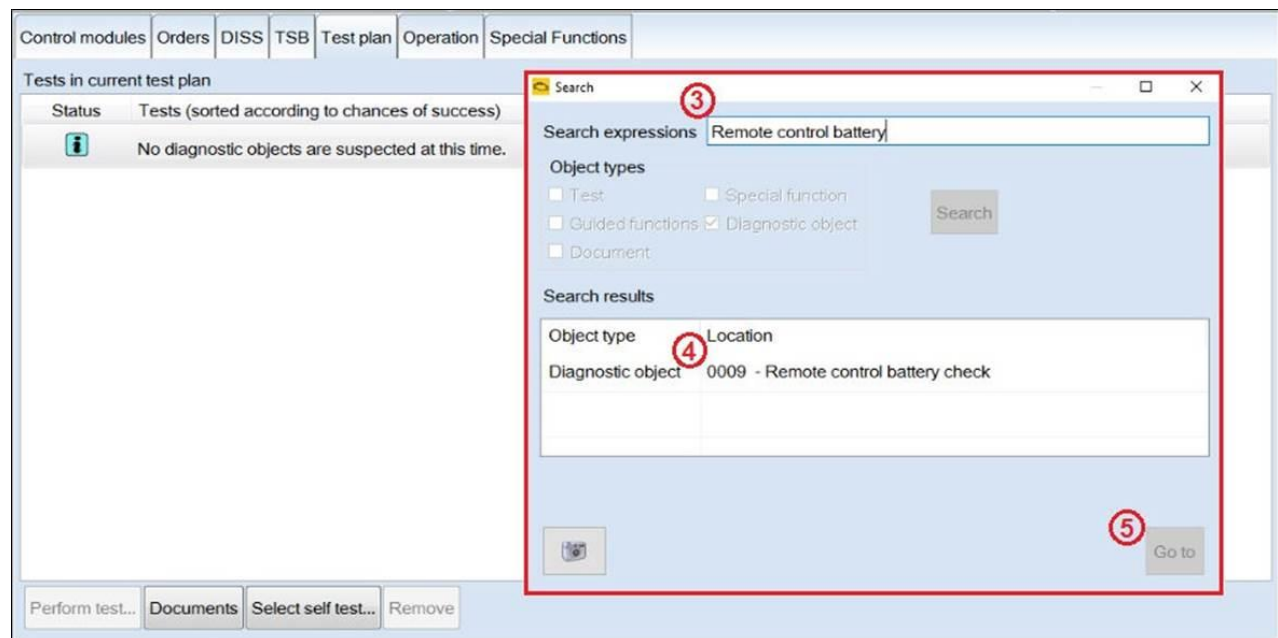 Control modules Orders DISS TSB Test plan Operation Special Functions
Tests in current test plan
Status Tests (sorted according to chances of success)
i No diagnostic objects are suspected at this time.
Search
3
Search expressions Remote control battery
Object types
Test Special function
Guided functions Diagnostic object
Document
Search
Search results
Object type Location
4
Diagnostic object 0009 - Remote control battery check
5
Go to
Perform test... Documents Select self test... Remove